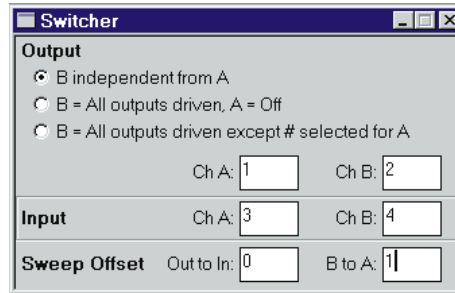 Switcher
Output
B independent from A
B = All outputs driven, A = Off
B = All outputs driven except # selected for A
Ch A: 1 Ch B: 2
Input Ch A: 3 Ch B: 4
Sweep Offset Out to In: 0 B to A: 1